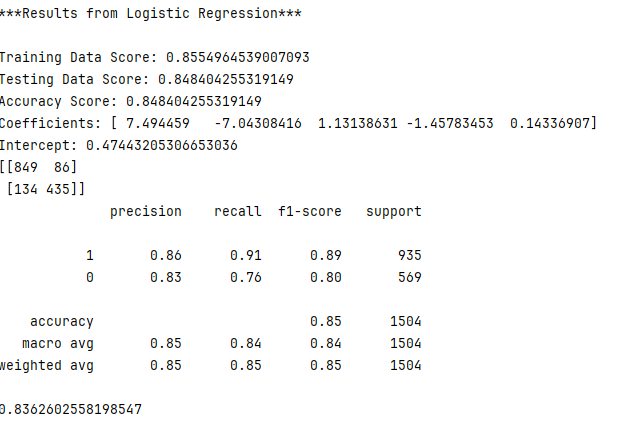 ***Results from Logistic Regression***
Training Data Score: 0.8554964539007093
Testing Data Score: 0.848404255319149
Accuracy Score: 0.848404255319149
Coefficients: [ 7.494459   -7.04308416  1.13138631 -1.45783453  0.14336907]
Intercept: 0.47443205306653036
[[849  86]
 [134 435]]
              precision    recall  f1-score   support
           1       0.86      0.91      0.89       935
           0       0.83      0.76      0.80       569
    accuracy                           0.85      1504
   macro avg       0.85      0.84      0.84      1504
weighted avg       0.85      0.85      0.85      1504
0.8362602558198547